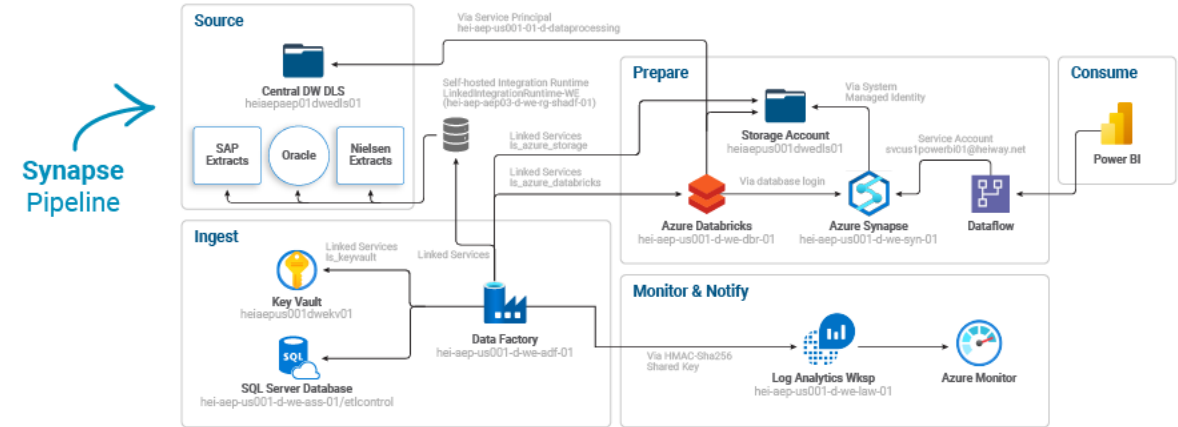 Synapse
Pipeline
Source
Via Service Principal
hei-aep-us001-01-d-dataprocessing
Central DW DLS
heiaepaep01dwedls01
Self-hosted Integration Runtime
LinkedIntegrationRuntime-WE
(hei-aep-aep03-d-we-rg-shadf-01)
SAP
Extracts
Oracle
Nielsen
Extracts
Linked Services
ls_azure_storage
Linked Services
ls_azure_databricks
Prepare
Storage Account
heiaepus001dwedls01
Via System
Managed Identity
Service Account
svcus1powerbi01@heiway.net
Via database login
Azure Databricks
hei-aep-us001-d-we-dbr-01
Azure Synapse
hei-aep-us001-d-we-syn-01
Dataflow
Consume
Power BI
Ingest
Linked Services
ls_keyvault
Linked Services
Key Vault
heiaepus001dwekv01
Data Factory
hei-aep-us001-d-we-adf-01
SQL
SQL Server Database
hei-aep-us001-d-we-ass-01/etlcontrol
Monitor & Notify
Via HMAC-Sha256
Shared Key
Log Analytics Wksp
hei-aep-us001-d-we-law-01
Azure Monitor